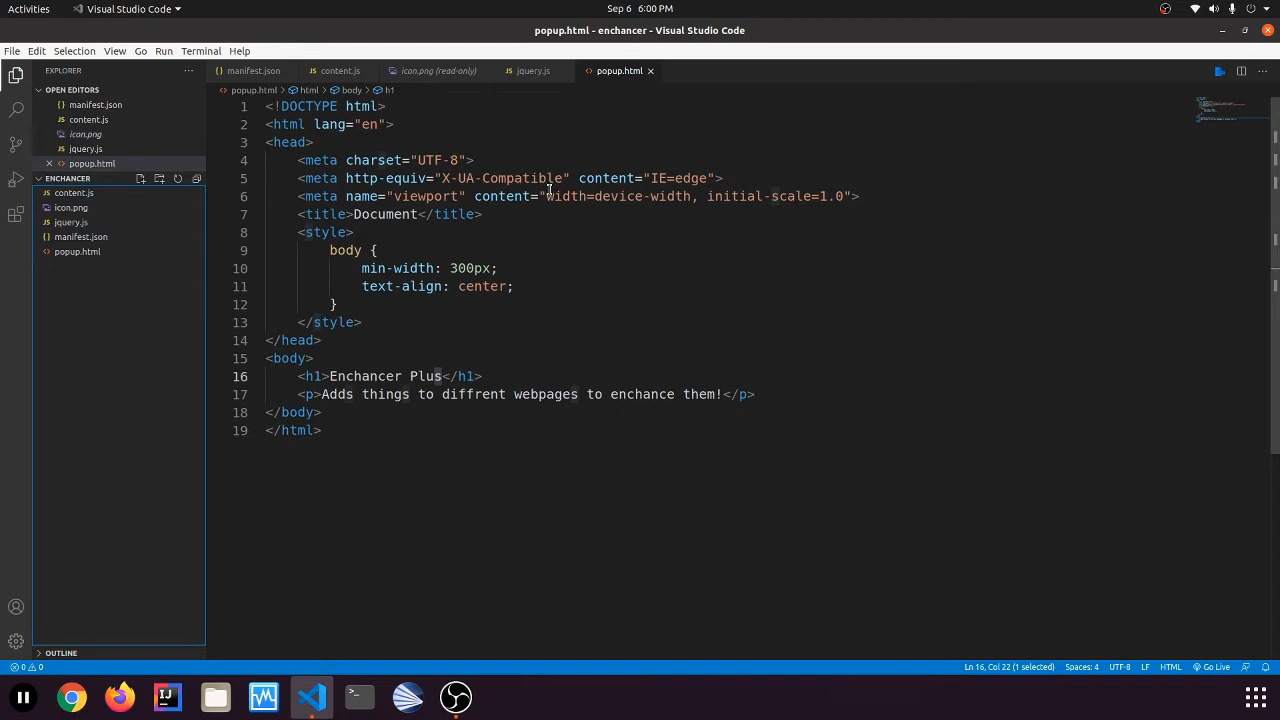 Activities
Visual Studio Code
Sep 6 6:00 PM
popup.html - enchancer - Visual Studio Code
File Edit Selection View Go Run Terminal Help
EXPLORER
manifest.json
content.js
icon.png (read-only)
jquery.js
popup.html
OPEN EDITORS
manifest.json
content.js
icon.png
jquery.js
popup.html
ENCHANCER
content.js
icon.png
jquery.js
manifest.json
popup.html
OUTLINE
popup.html > html > body > h1
1 <!DOCTYPE html>
2 <html lang="en">
3 <head>
4 <meta charset="UTF-8">
5 <meta http-equiv="X-UA-Compatible" content="IE=edge">
6 <meta name="viewport" content="width=device-width, initial-scale=1.0">
7 <title>Document</title>
8 <style>
9 body {
10 min-width: 300px;
11 text-align: center;
12 }
13 </style>
14 </head>
15 <body>
16 <h1>Enchancer Plus</h1>
17 <p>Adds things to diffrent webpages to enchance them!</p>
18 </body>
19 </html>
0 0
Ln 16, Col 22 (1 selected)
Spaces: 4
UTF-8
LF
HTML
Go Live